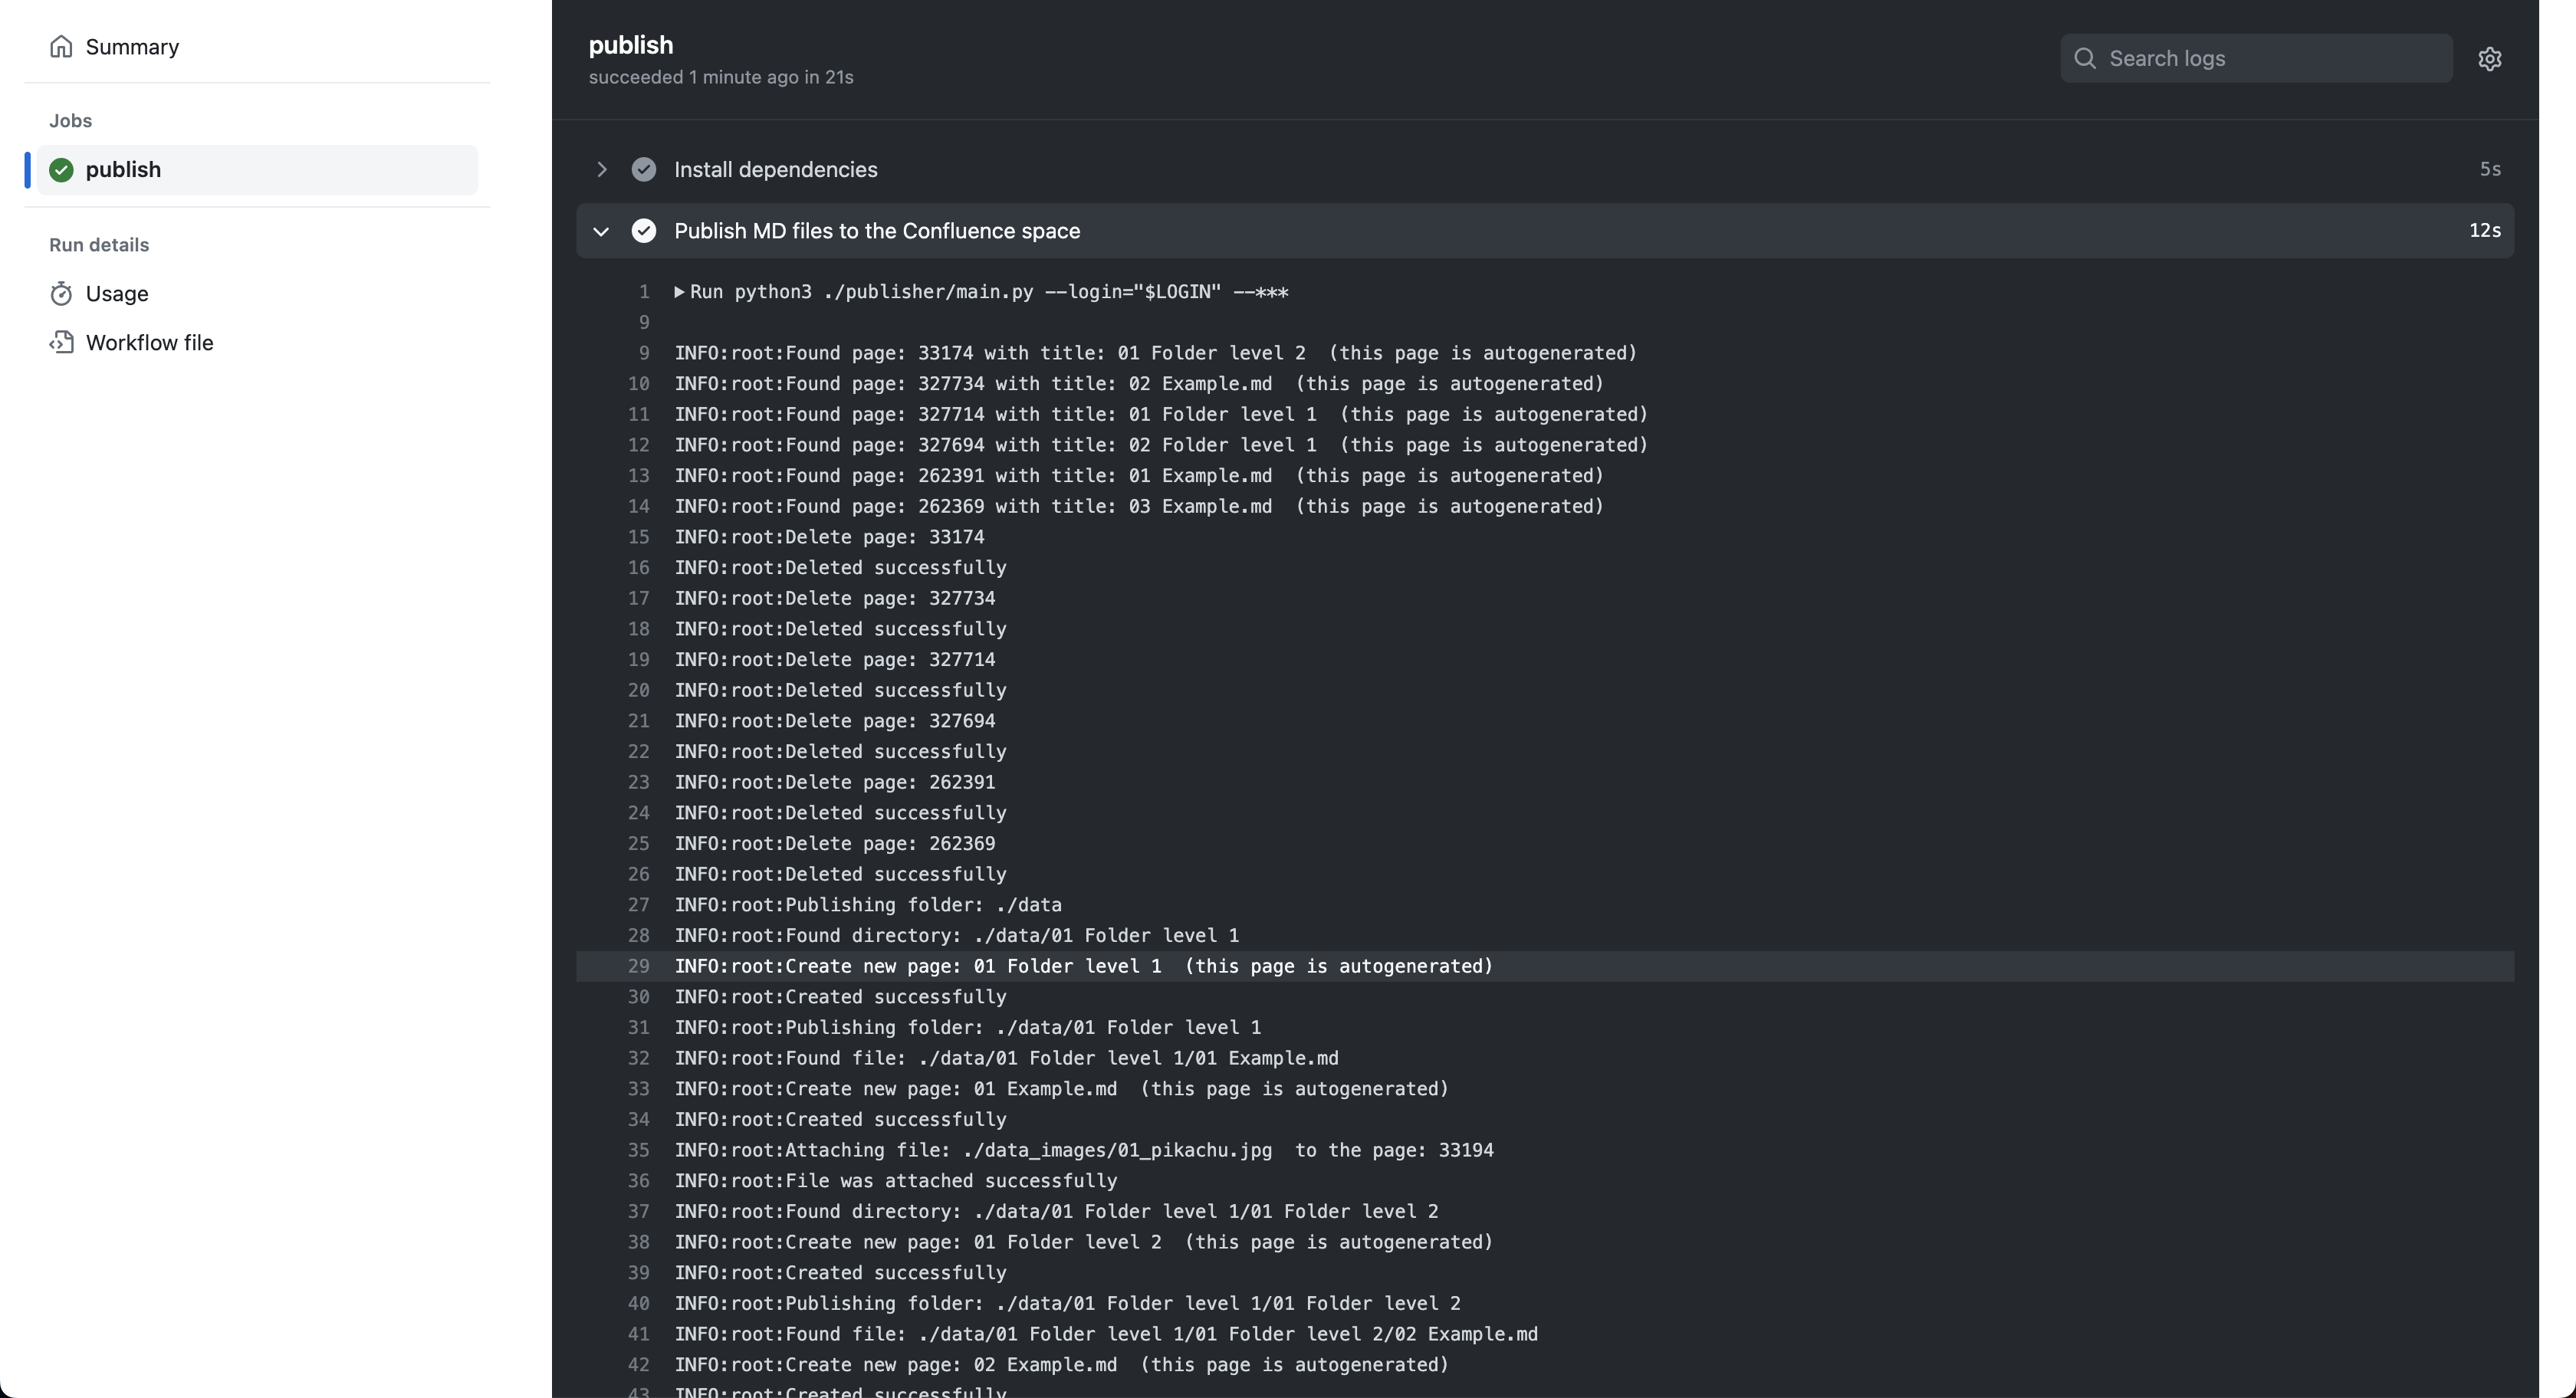 Summary
Jobs
publish
Run details
Usage
Workflow file
publish
succeeded 1 minute ago in 21s
Search logs
Install dependencies 5s
Publish MD files to the Confluence space 12s
1 Run python3 ./publisher/main.py --login="$LOGIN" --***
9
9 INFO:root:Found page: 33174 with title: 01 Folder level 2  (this page is autogenerated)
10 INFO:root:Found page: 327734 with title: 02 Example.md  (this page is autogenerated)
11 INFO:root:Found page: 327714 with title: 01 Folder level 1  (this page is autogenerated)
12 INFO:root:Found page: 327694 with title: 02 Folder level 1  (this page is autogenerated)
13 INFO:root:Found page: 262391 with title: 01 Example.md  (this page is autogenerated)
14 INFO:root:Found page: 262369 with title: 03 Example.md  (this page is autogenerated)
15 INFO:root:Delete page: 33174
16 INFO:root:Deleted successfully
17 INFO:root:Delete page: 327734
18 INFO:root:Deleted successfully
19 INFO:root:Delete page: 327714
20 INFO:root:Deleted successfully
21 INFO:root:Delete page: 327694
22 INFO:root:Deleted successfully
23 INFO:root:Delete page: 262391
24 INFO:root:Deleted successfully
25 INFO:root:Delete page: 262369
26 INFO:root:Deleted successfully
27 INFO:root:Publishing folder: ./data
28 INFO:root:Found directory: ./data/01 Folder level 1
29 INFO:root:Create new page: 01 Folder level 1  (this page is autogenerated)
30 INFO:root:Created successfully
31 INFO:root:Publishing folder: ./data/01 Folder level 1
32 INFO:root:Found file: ./data/01 Folder level 1/01 Example.md
33 INFO:root:Create new page: 01 Example.md  (this page is autogenerated)
34 INFO:root:Created successfully
35 INFO:root:Attaching file: ./data_images/01_pikachu.jpg  to the page: 33194
36 INFO:root:File was attached successfully
37 INFO:root:Found directory: ./data/01 Folder level 1/01 Folder level 2
38 INFO:root:Create new page: 01 Folder level 2  (this page is autogenerated)
39 INFO:root:Created successfully
40 INFO:root:Publishing folder: ./data/01 Folder level 1/01 Folder level 2
41 INFO:root:Found file: ./data/01 Folder level 1/01 Folder level 2/02 Example.md
42 INFO:root:Create new page: 02 Example.md  (this page is autogenerated)
43 INFO:root:Created successfully